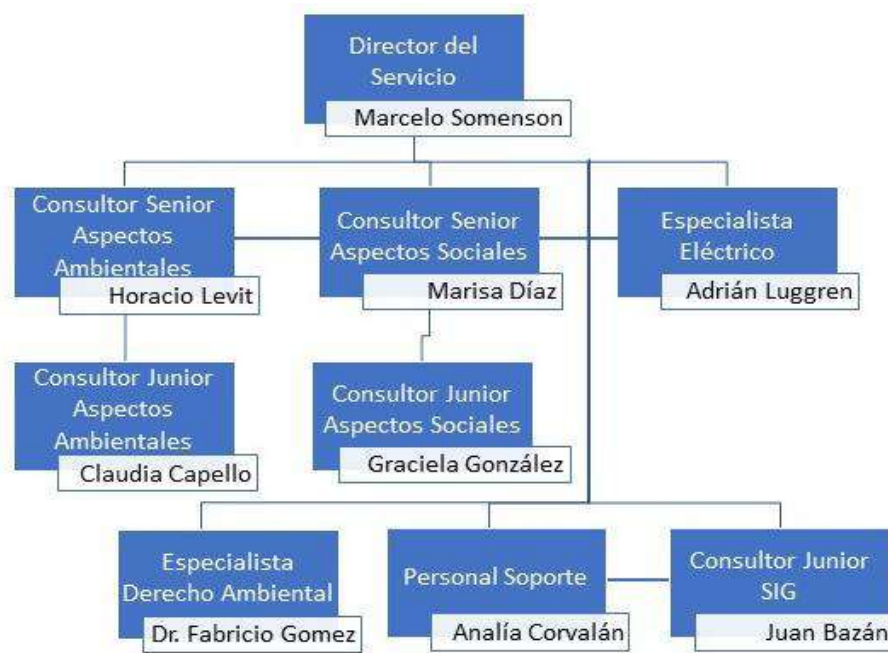 Director del
Servicio
Marcelo Somenson
Consultor Senior
Aspectos
Ambientales
Horacio Levit
Consultor Senior
Aspectos Sociales
Marisa Díaz
Especialista
Eléctrico
Adrián Luggren
Consultor Junior
Aspectos
Ambientales
Claudia Capello
Consultor Junior
Aspectos Sociales
Graciela González
Especialista
Derecho Ambiental
Dr. Fabricio Gomez
Personal Soporte
Analía Corvalán
Consultor Junior
SIG
Juan Bazán